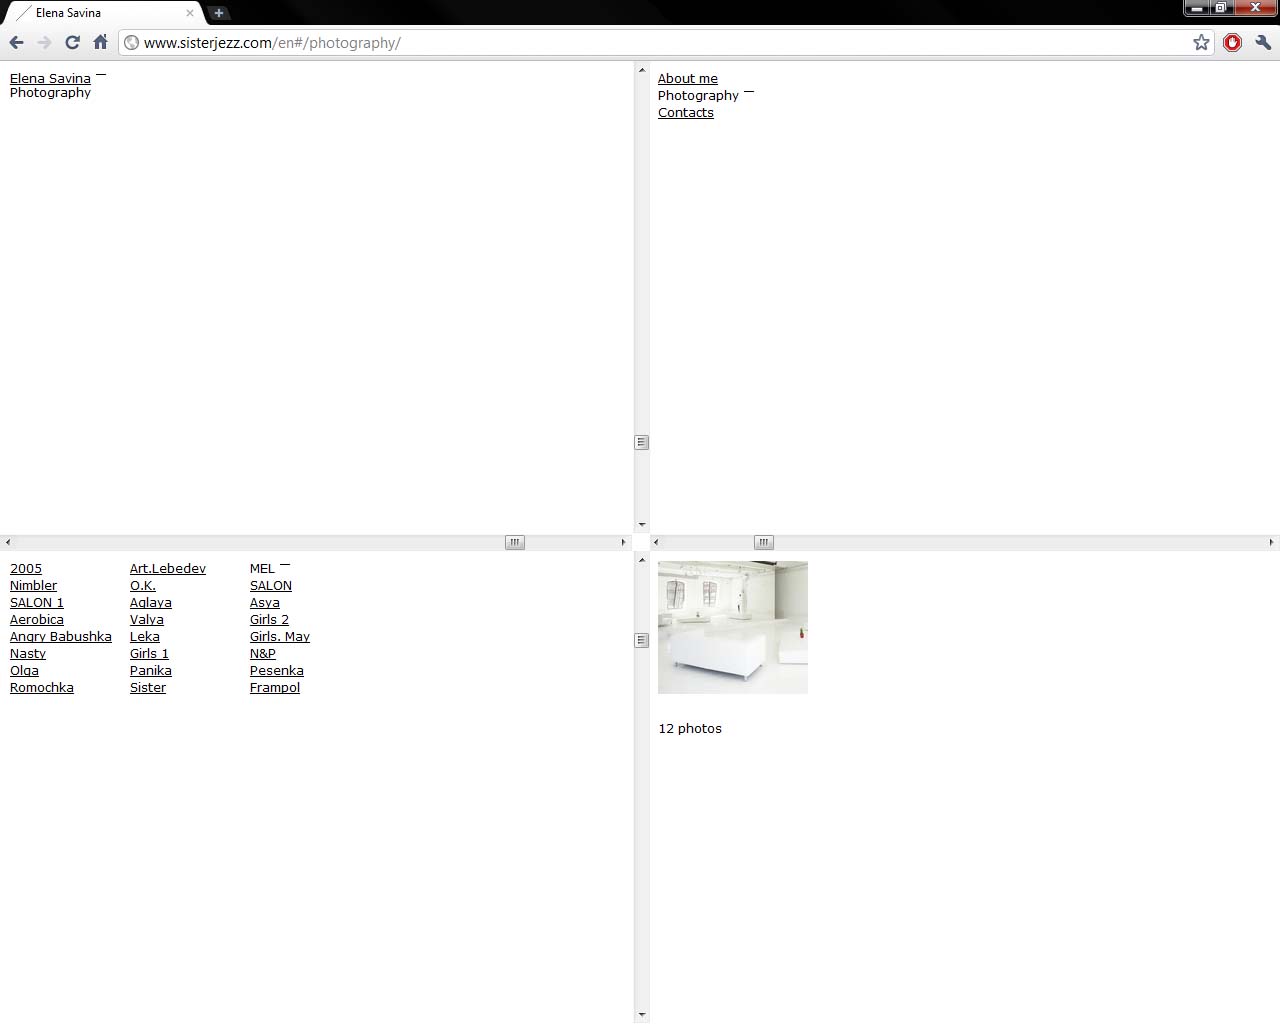 Elena Savina
www.sisterjezz.com/en#/photography/
Elena Savina
Photography
About me
Photography
Contacts
2005 Art.Lebedev MEL
Nimbler O.K. SALON
SALON 1 Aglaya Asya
Aerobica Valya Girls 2
Angry Babushka Leka Girls. May
Nasty Girls 1 N&P
Olga Panika Pesenka
Romochka Sister Frampol
12 photos